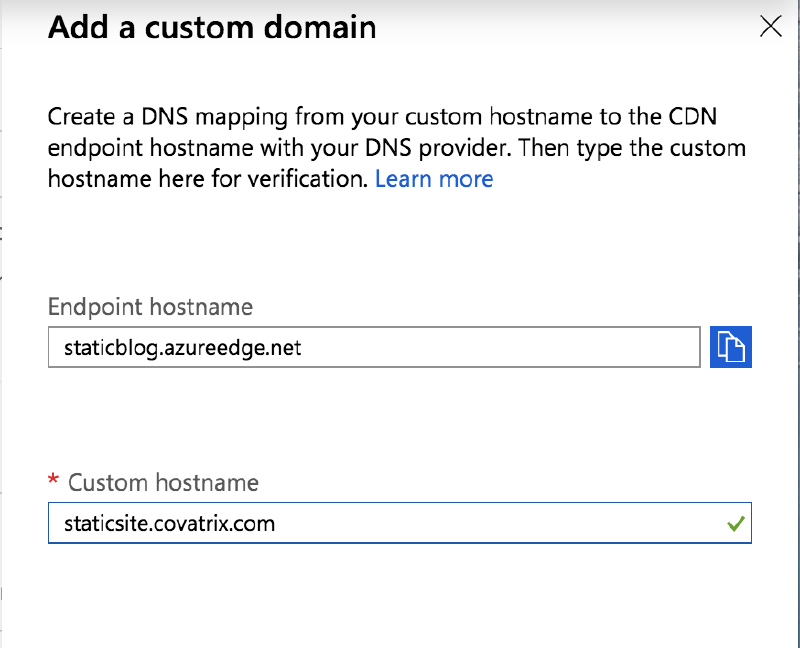 Add a custom domain
Create a DNS mapping from your custom hostname to the CDN
endpoint hostname with your DNS provider. Then type the custom
hostname here for verification. Learn more
Endpoint hostname
staticblog.azureedge.net
* Custom hostname
staticsite.covatrix.com